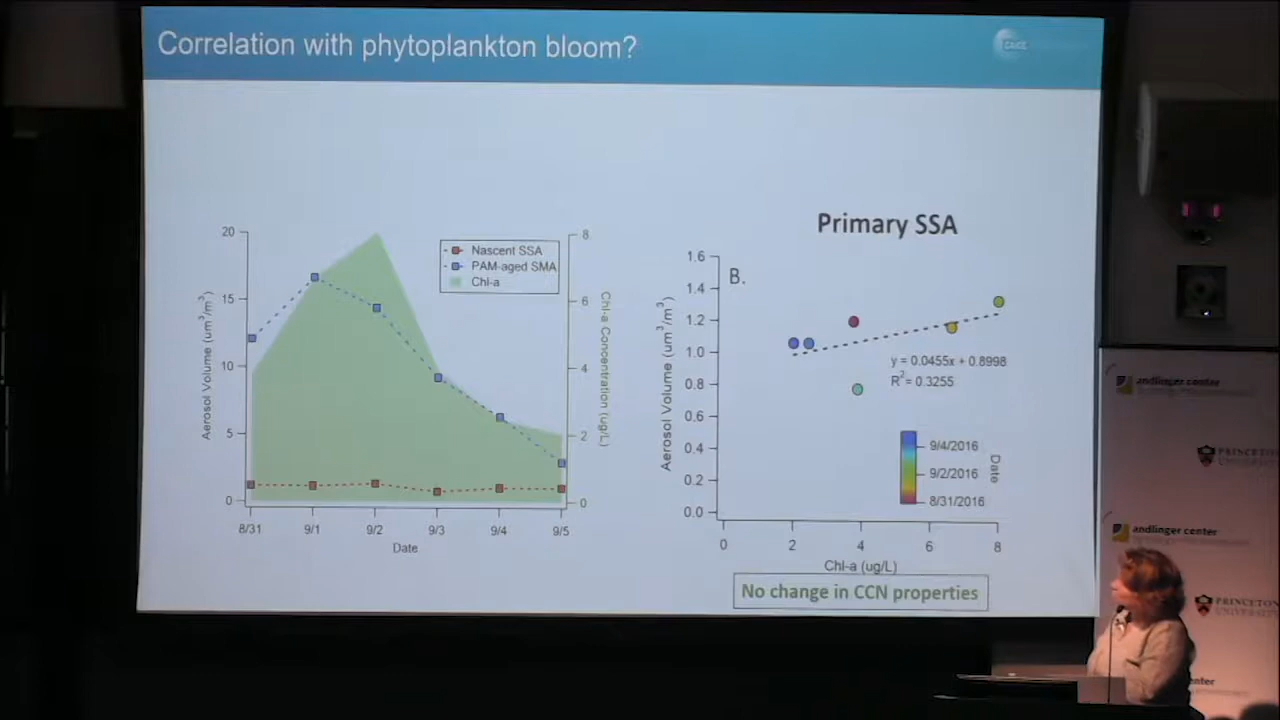 Correlation with phytoplankton bloom?
CAICE
20
15
10
5
0
Aerosol Volume (um³/m³)
Nascent SSA
PAM-aged SMA
Chl-a
8
6
4
2
0
Chl-a Concentration (ug/L)
8/31
9/1
9/2
9/3
9/4
9/5
Date
Primary SSA
B.
1.6
1.4
1.2
1.0
0.8
0.6
0.4
0.2
0.0
Aerosol Volume (um³/m³)
y = 0.0455x + 0.8998
R²= 0.3255
9/4/2016
9/2/2016
8/31/2016
Date
0
2
4
6
8
Chl-a (ug/L)
No change in CCN properties
andlinger center
PRINCETON
UNIVERSITY
andlinger center
PRINCETON
UNIVERSITY